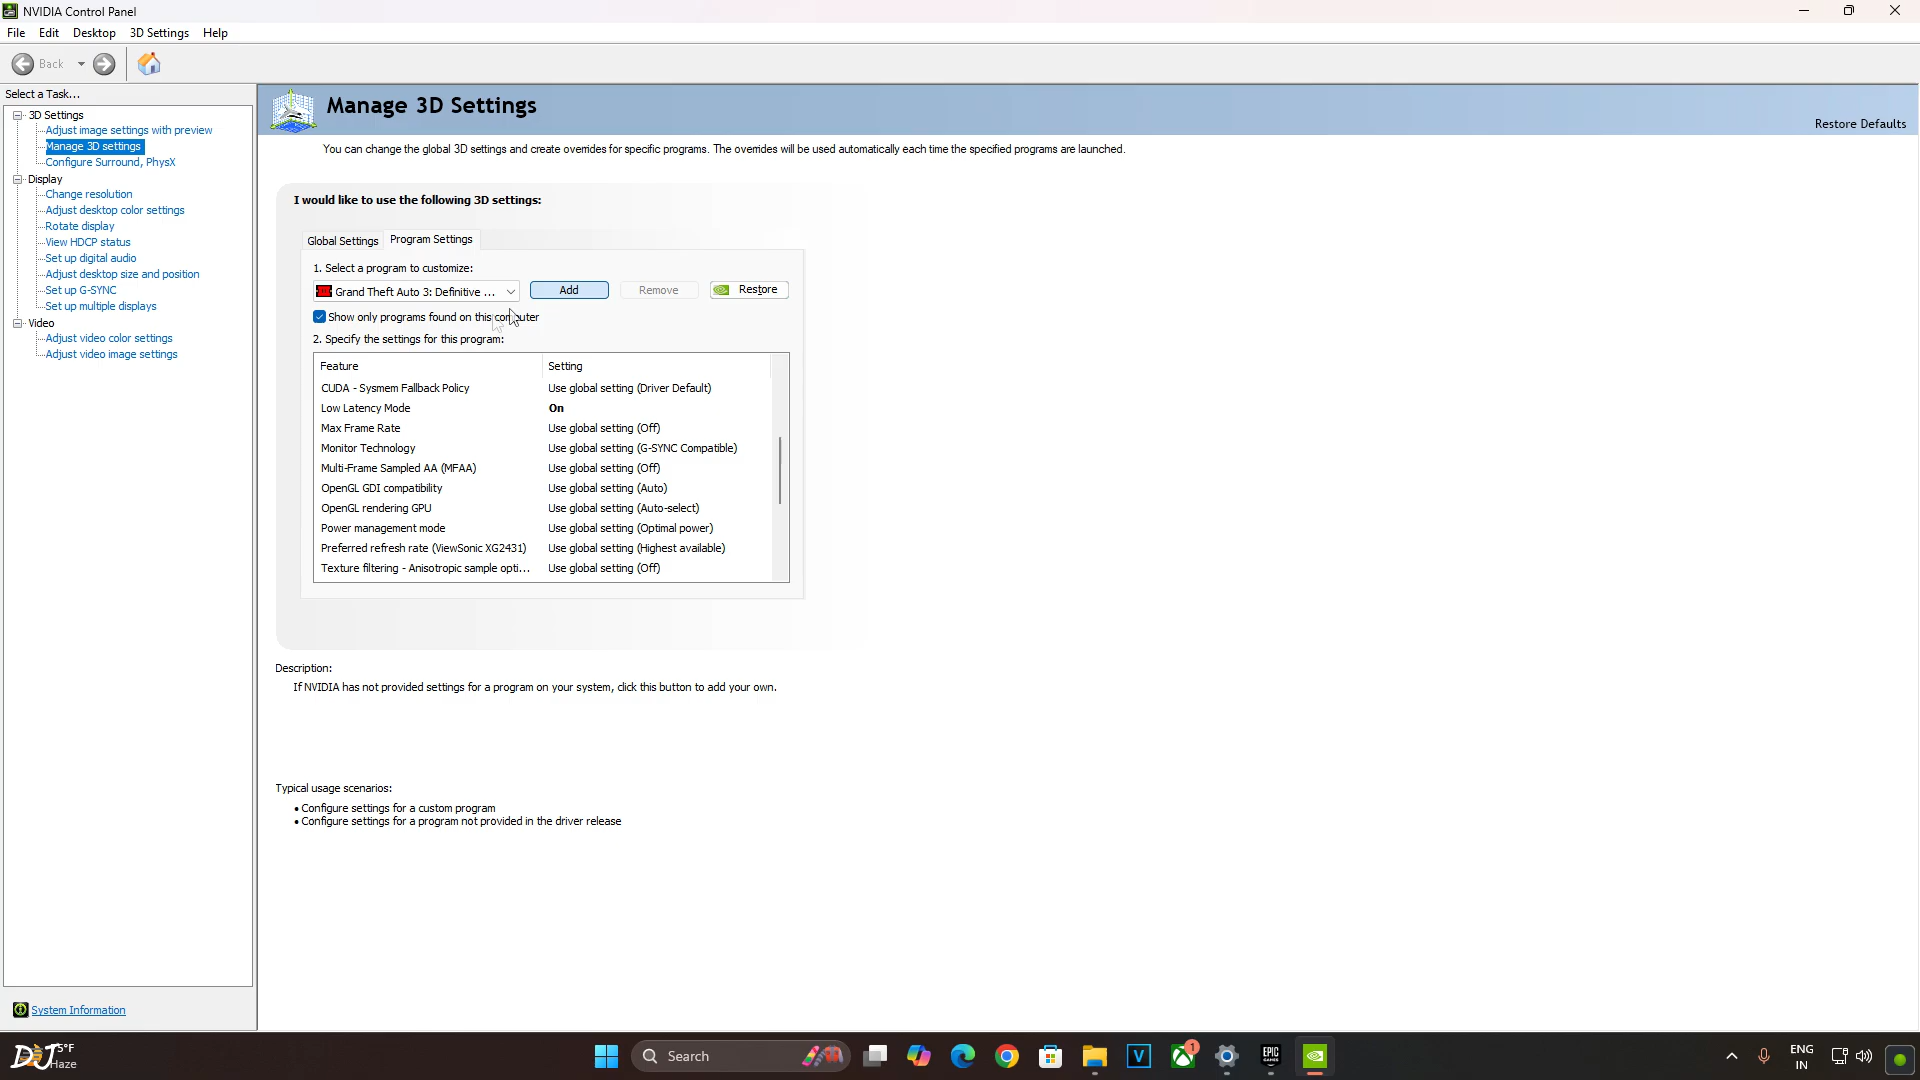 NVIDIA Control Panel
File Edit Desktop 3D Settings Help
Back
Select a Task...
3D Settings
Adjust image settings with preview
Manage 3D settings
Configure Surround, PhysX
Display
Change resolution
Adjust desktop color settings
Rotate display
View HDCP status
Set up digital audio
Adjust desktop size and position
Set up G-SYNC
Set up multiple displays
Video
Adjust video color settings
Adjust video image settings
System Information
Manage 3D Settings
Restore Defaults
You can change the global 3D settings and create overrides for specific programs. The overrides will be used automatically each time the specified programs are launched.
I would like to use the following 3D settings:
Global Settings Program Settings
1. Select a program to customize:
Grand Theft Auto 3: Definitive ... Add Remove Restore
Show only programs found on this computer
2. Specify the settings for this program:
Feature Setting
CUDA - Sysmem Fallback Policy Use global setting (Driver Default)
Low Latency Mode On
Max Frame Rate Use global setting (Off)
Monitor Technology Use global setting (G-SYNC Compatible)
Multi-Frame Sampled AA (MFAA) Use global setting (Off)
OpenGL GDI compatibility Use global setting (Auto)
OpenGL rendering GPU Use global setting (Auto-select)
Power management mode Use global setting (Optimal power)
Preferred refresh rate (ViewSonic XG2431) Use global setting (Highest available)
Texture filtering - Anisotropic sample opti... Use global setting (Off)
Description:
If NVIDIA has not provided settings for a program on your system, click this button to add your own.
Typical usage scenarios:
• Configure settings for a custom program
• Configure settings for a program not provided in the driver release
DJT 5°F
Haze
Search
V
1
EPIC
GAMES
ENG
IN